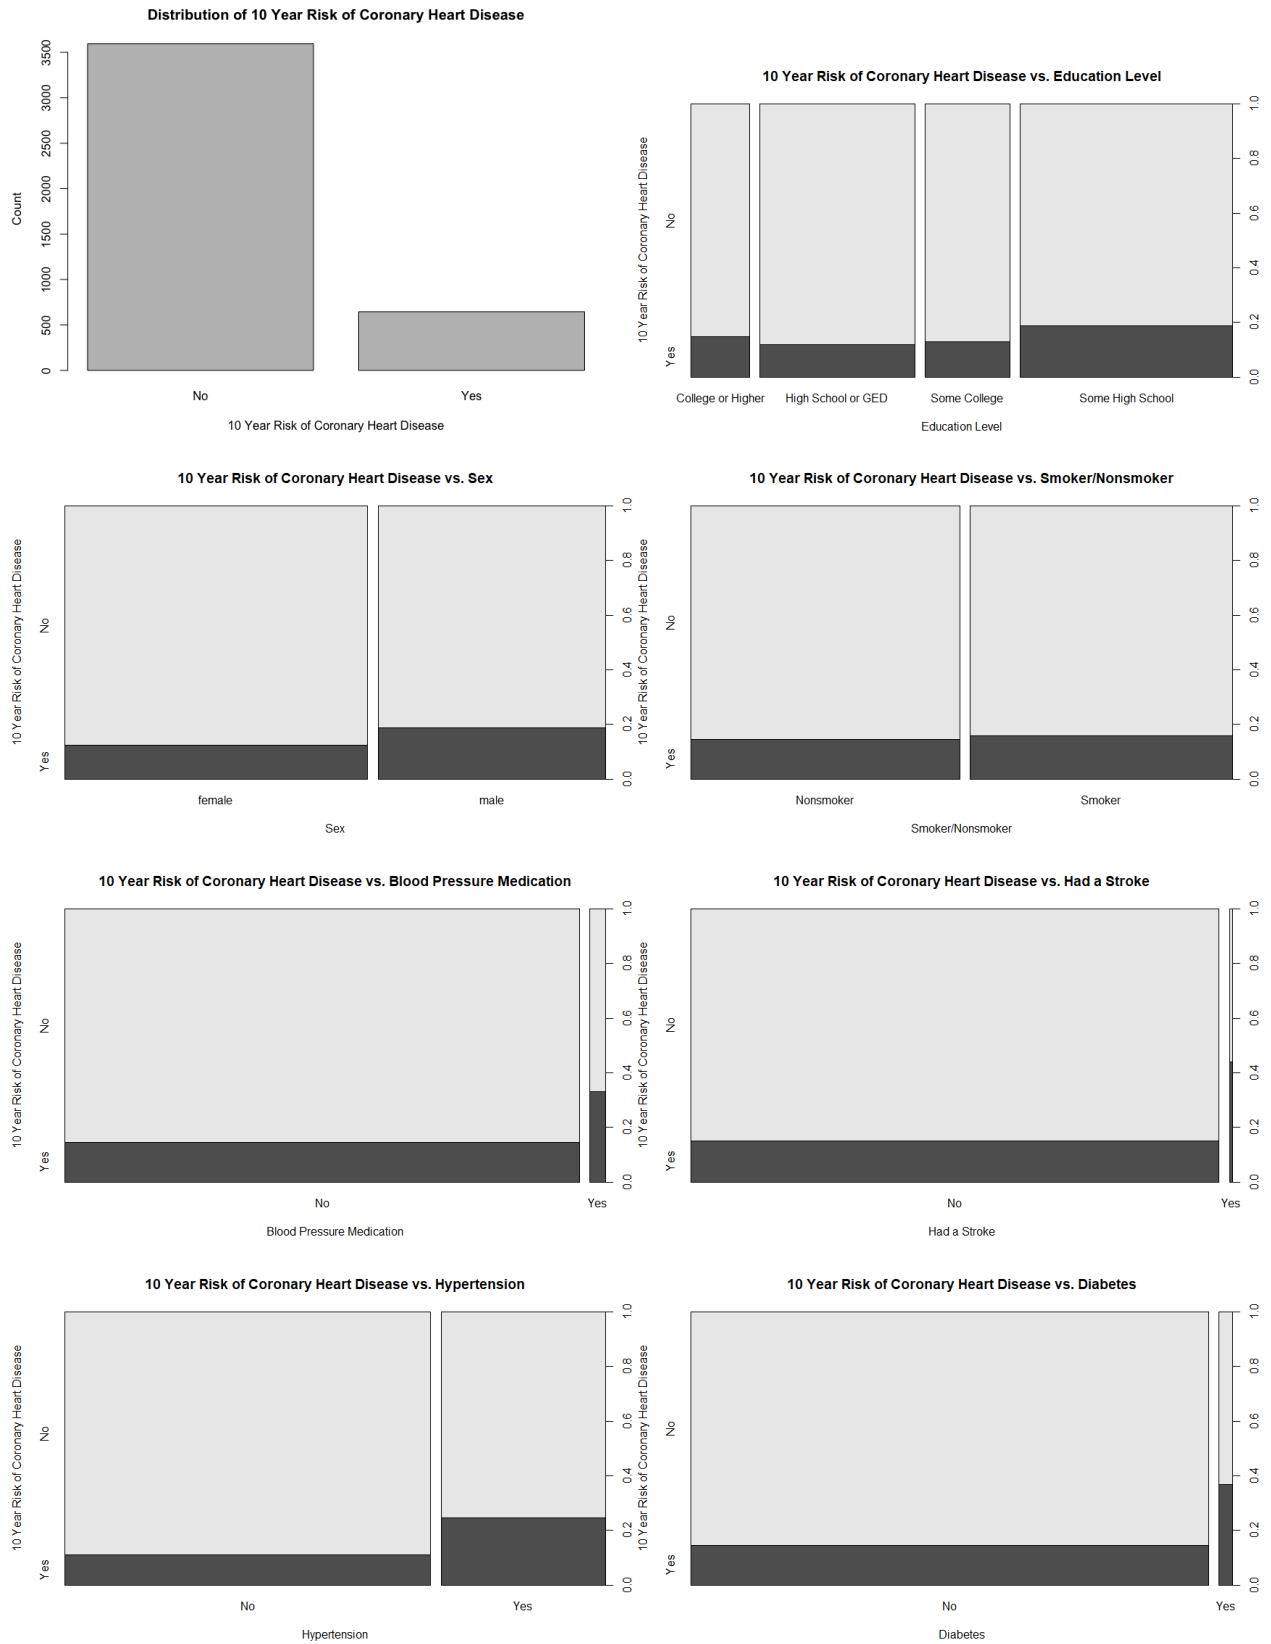 Distribution of 10 Year Risk of Coronary Heart Disease
Count
0 500 1000 1500 2000 2500 3000 3500
No Yes
10 Year Risk of Coronary Heart Disease
10 Year Risk of Coronary Heart Disease vs. Education Level
10 Year Risk of Coronary Heart Disease
Yes No
0.0 0.2 0.4 0.6 0.8 1.0
College or Higher High School or GED Some College Some High School
Education Level
10 Year Risk of Coronary Heart Disease vs. Sex
10 Year Risk of Coronary Heart Disease
Yes No
0.0 0.2 0.4 0.6 0.8 1.0
female male
Sex
10 Year Risk of Coronary Heart Disease vs. Smoker/Nonsmoker
10 Year Risk of Coronary Heart Disease
Yes No
0.0 0.2 0.4 0.6 0.8 1.0
Nonsmoker Smoker
Smoker/Nonsmoker
10 Year Risk of Coronary Heart Disease vs. Blood Pressure Medication
10 Year Risk of Coronary Heart Disease
Yes No
0.0 0.2 0.4 0.6 0.8 1.0
No Yes
Blood Pressure Medication
10 Year Risk of Coronary Heart Disease vs. Had a Stroke
10 Year Risk of Coronary Heart Disease
Yes No
0.0 0.2 0.4 0.6 0.8 1.0
No Yes
Had a Stroke
10 Year Risk of Coronary Heart Disease vs. Hypertension
10 Year Risk of Coronary Heart Disease
Yes No
0.0 0.2 0.4 0.6 0.8 1.0
No Yes
Hypertension
10 Year Risk of Coronary Heart Disease vs. Diabetes
10 Year Risk of Coronary Heart Disease
Yes No
0.0 0.2 0.4 0.6 0.8 1.0
No Yes
Diabetes